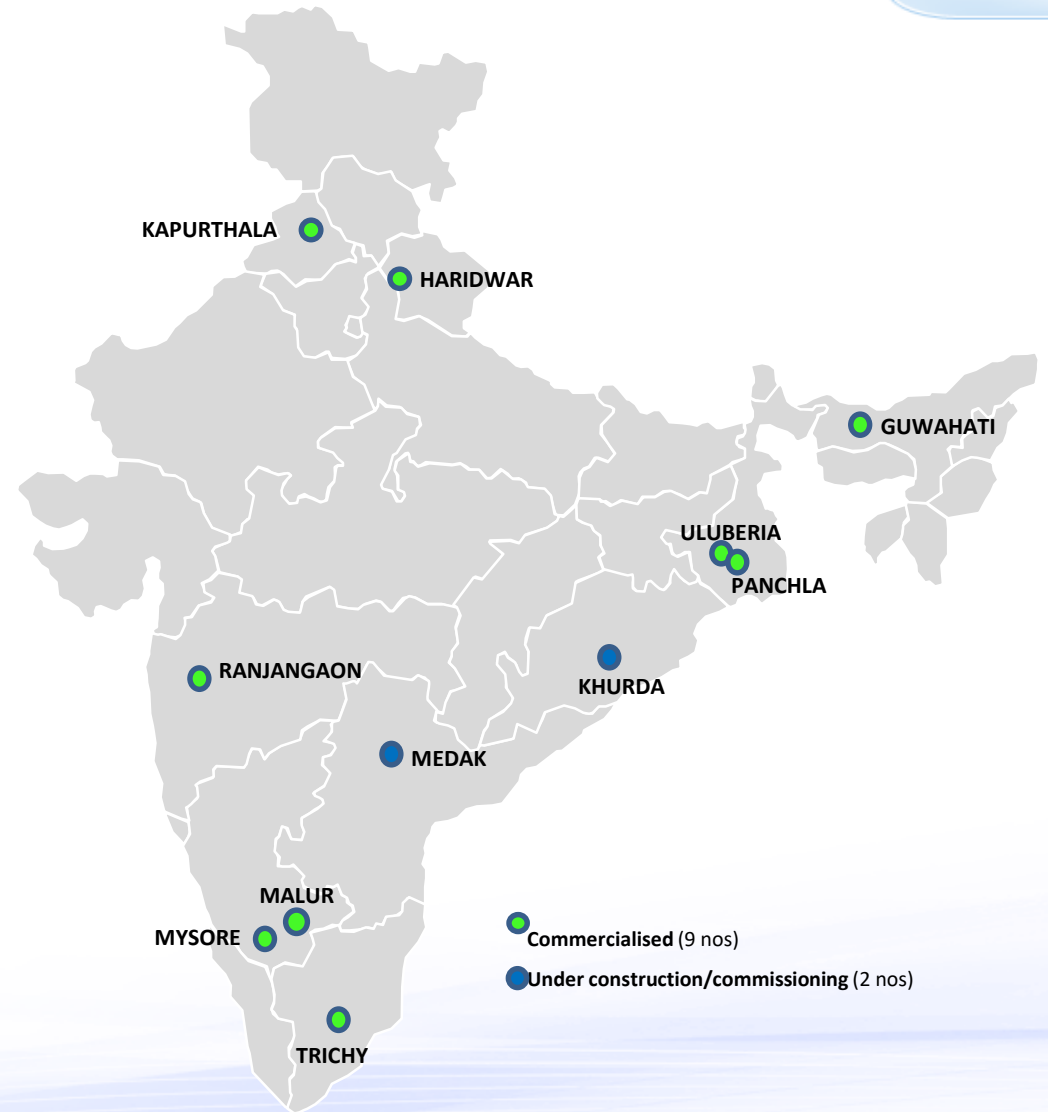 KAPURTHALA
HARIDWAR
GUWAHATI
ULUBERIA
PANCHLA
RANJANGAON
KHURDA
MEDAK
MALUR
MYSORE
Commercialised (9 nos)
Under construction/commissioning (2 nos)
TRICHY